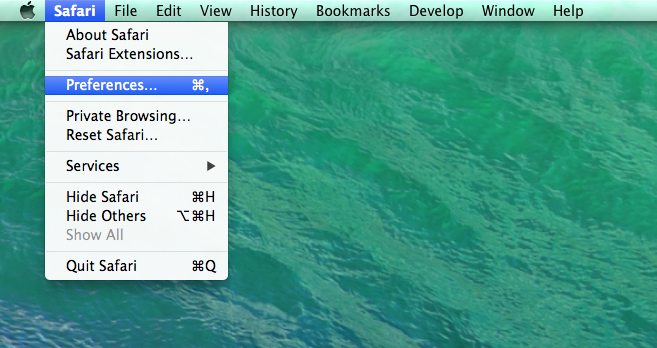 Safari File Edit View History Bookmarks Develop Window Help
About Safari
Safari Extensions…
Preferences… ⌘,
Private Browsing…
Reset Safari…
Services ▶
Hide Safari ⌘H
Hide Others ⌥⌘H
Show All
Quit Safari ⌘Q